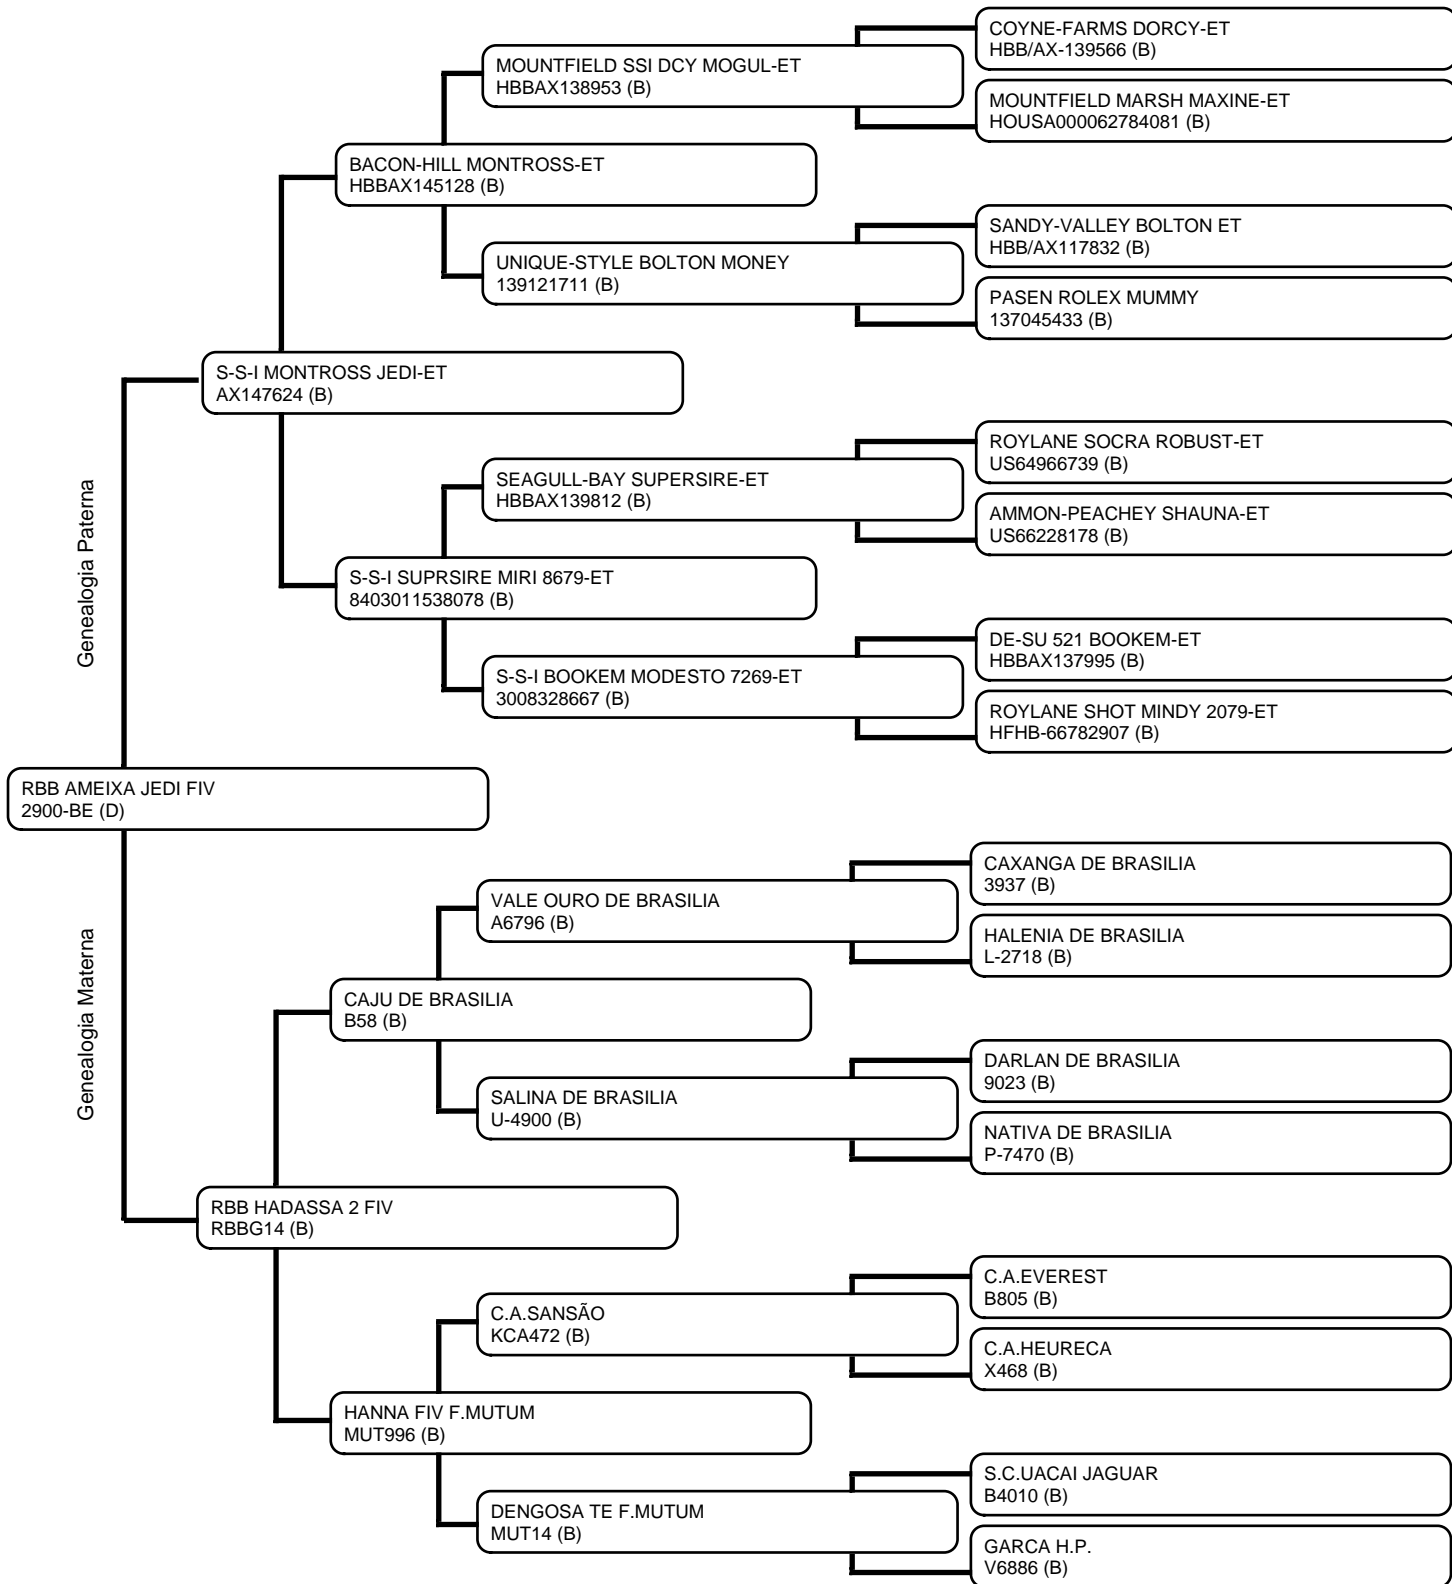 COYNE-FARMS DORCY-ET
HBB/AX-139566 (B)
MOUNTFIELD SSI DCY MOGUL-ET
HBBAX138953 (B)
MOUNTFIELD MARSH MAXINE-ET
HOUSA000062784081 (B)
BACON-HILL MONTROSS-ET
HBBAX145128 (B)
SANDY-VALLEY BOLTON ET
HBB/AX117832 (B)
UNIQUE-STYLE BOLTON MONEY
139121711 (B)
PASEN ROLEX MUMMY
137045433 (B)
S-S-I MONTROSS JEDI-ET
AX147624 (B)
ROYLANE SOCRA ROBUST-ET
US64966739 (B)
SEAGULL-BAY SUPERSIRE-ET
HBBAX139812 (B)
AMMON-PEACHEY SHAUNA-ET
US66228178 (B)
Genealogia Paterna
S-S-I SUPRSIRE MIRI 8679-ET
8403011538078 (B)
DE-SU 521 BOOKEM-ET
HBBAX137995 (B)
S-S-I BOOKEM MODESTO 7269-ET
3008328667 (B)
ROYLANE SHOT MINDY 2079-ET
HFHB-66782907 (B)
RBB AMEIXA JEDI FIV
2900-BE (D)
CAXANGA DE BRASILIA
3937 (B)
VALE OURO DE BRASILIA
A6796 (B)
HALENIA DE BRASILIA
L-2718 (B)
CAJU DE BRASILIA
B58 (B)
Genealogia Materna
DARLAN DE BRASILIA
9023 (B)
SALINA DE BRASILIA
U-4900 (B)
NATIVA DE BRASILIA
P-7470 (B)
RBB HADASSA 2 FIV
RBBG14 (B)
C.A.EVEREST
B805 (B)
C.A.SANSÃO
KCA472 (B)
C.A.HEURECA
X468 (B)
HANNA FIV F.MUTUM
MUT996 (B)
S.C.UACAI JAGUAR
B4010 (B)
DENGOSA TE F.MUTUM
MUT14 (B)
GARCA H.P.
V6886 (B)